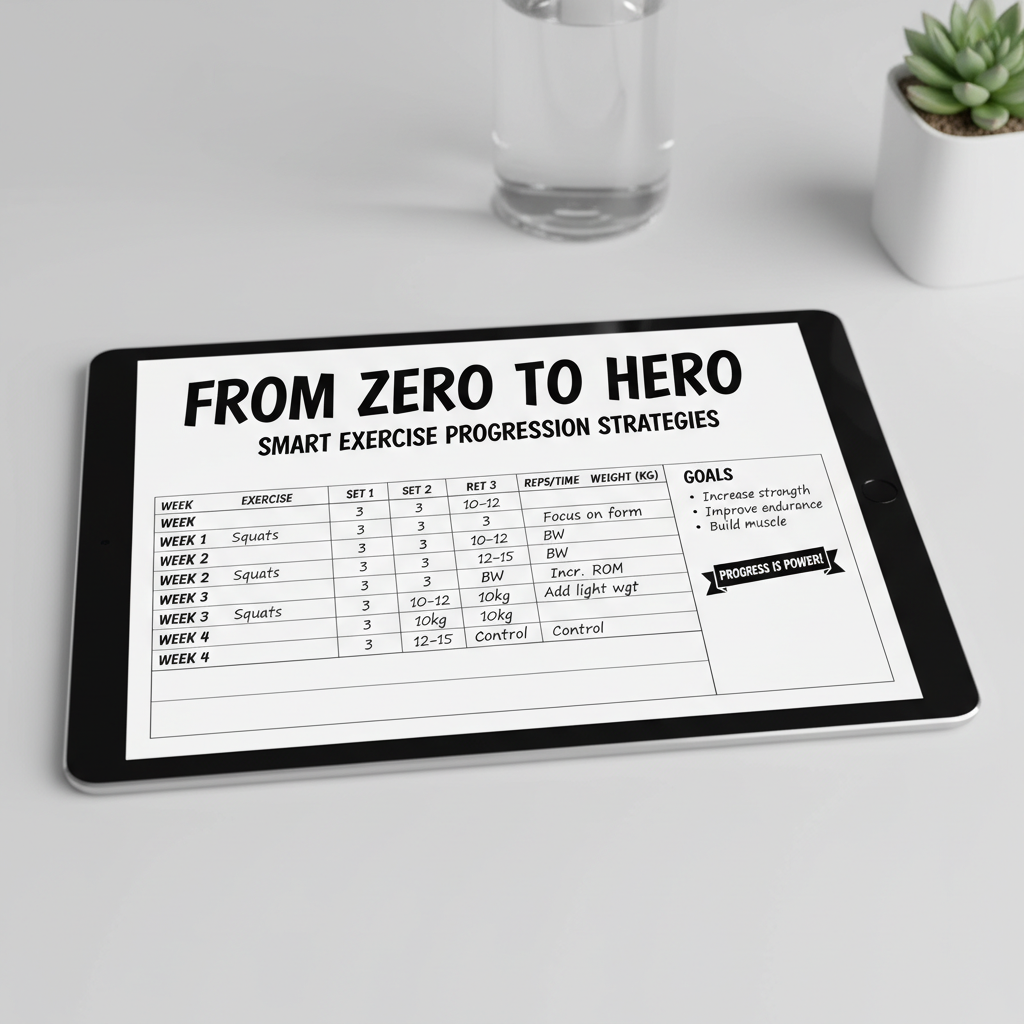 FROM ZERO TO HERO
SMART EXERCISE PROGRESSION STRATEGIES
WEEK EXERCISE SET 1 SET 2 RET 3 REPS/TIME WEIGHT (KG)
WEEK 3 3 10-12
WEEK 1 Squats 3 3 3 Focus on form
WEEK 2 3 3 10-12 BW
WEEK 2 Squats 3 3 12-15 BW
WEEK 3 3 3 BW Incr. ROM
WEEK 3 Squats 3 10-12 10kg Add light wgt
WEEK 4 3 10kg 10kg
WEEK 4 3 12-15 Control Control
GOALS
• Increase strongth
• Improve endurance
• Build muscle
PROGRESS IS POWER!